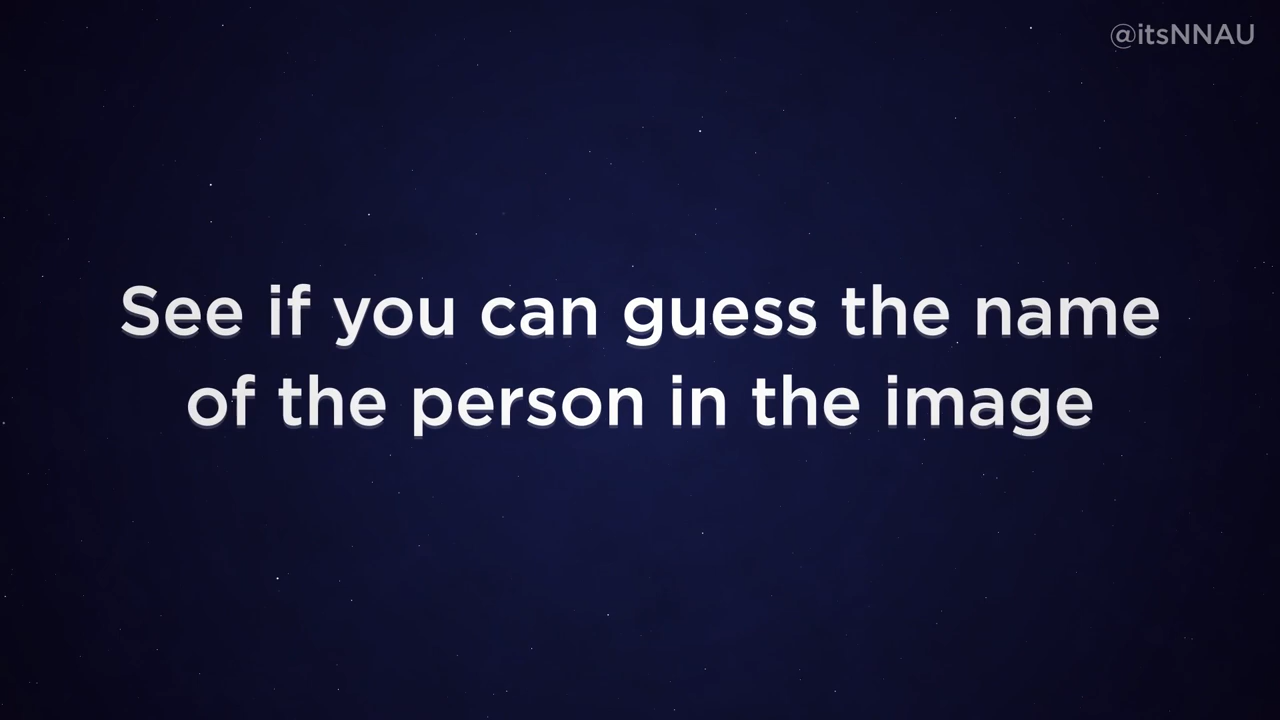 @itsNNAU
See if you can guess the name
of the person in the image